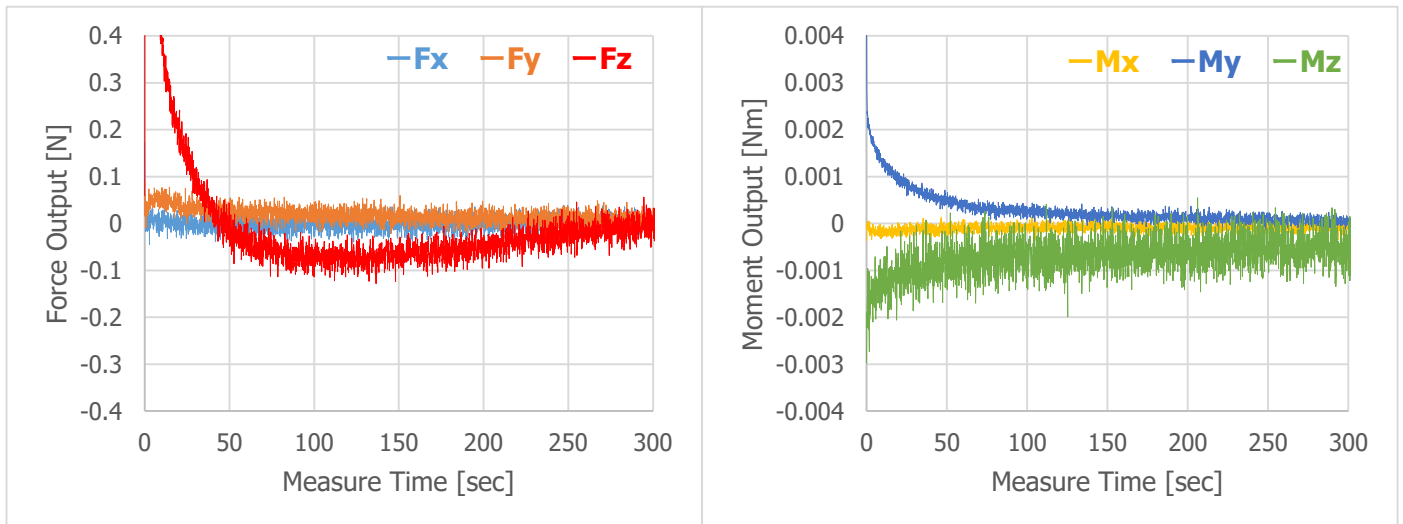 Fx Fy Fz
0.4
0.3
0.2
0.1
0
-0.1
-0.2
-0.3
-0.4
Force Output [N]
0 50 100 150 200 250 300
Measure Time [sec]
Mx My Mz
0.004
0.003
0.002
0.001
0
-0.001
-0.002
-0.003
-0.004
Moment Output [Nm]
0 50 100 150 200 250 300
Measure Time [sec]